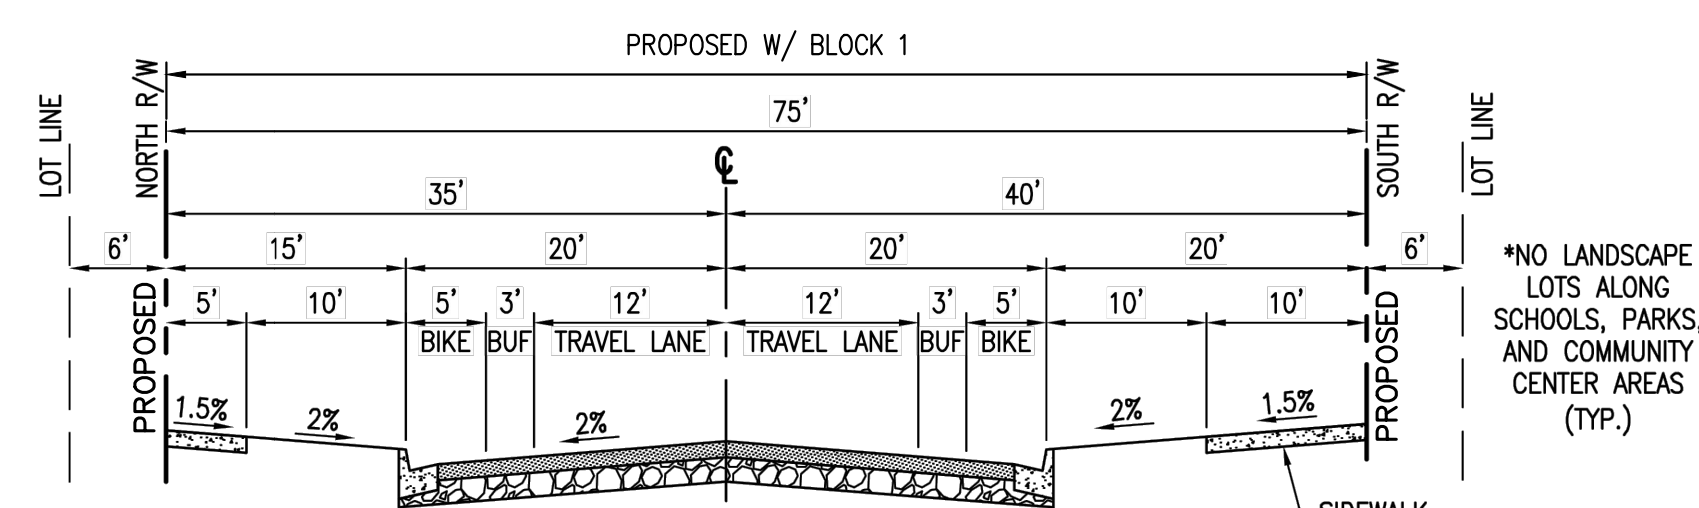 PROPOSED W/ BLOCK 1
75'
LOT LINE
PROPOSED NORTH R/W
℄
PROPOSED SOUTH R/W
LOT LINE
35'
40'
6'
15'
20'
20'
20'
6'
5'
10'
5'
3'
12'
12'
3'
5'
10'
10'
BIKE
BUF
TRAVEL LANE
TRAVEL LANE
BUF
BIKE
*NO LANDSCAPE
LOTS ALONG
SCHOOLS, PARKS,
AND COMMUNITY
CENTER AREAS
(TYP.)
1.5%
2%
2%
2%
1.5%
SIDEWALK